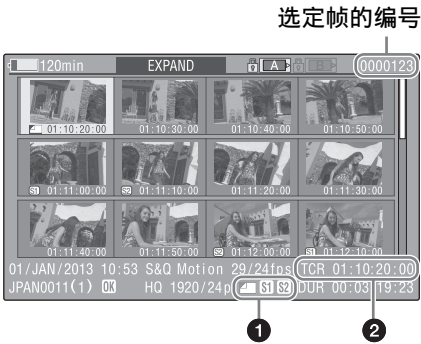 选定帧的编号
120min EXPAND A B 0000123
01:10:20:00 01:10:30:00 01:10:40:00 01:10:50:00
S1 01:11:00:00 S2 01:11:10:00 01:11:20:00 01:11:30:00
01:11:40:00 01:11:50:00 S2 01:12:00:00 S1 01:12:10:00
01/JAN/2013 10:53 S&Q Motion 29/24fps TCR 01:10:20:00
JPAN0011(1) OK HQ 1920/24p S1 S2 DUR 00:03:19:23
1 2